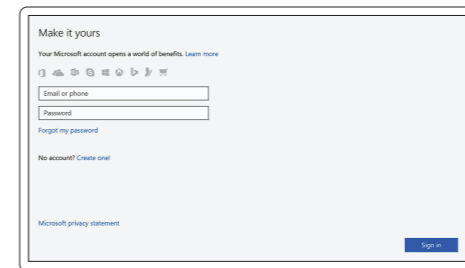 Make it yours
Your Microsoft account opens a world of benefits. Learn more
Email or phone
Password
Forgot my password
No account? Create one!
Microsoft privacy statement
Sign in